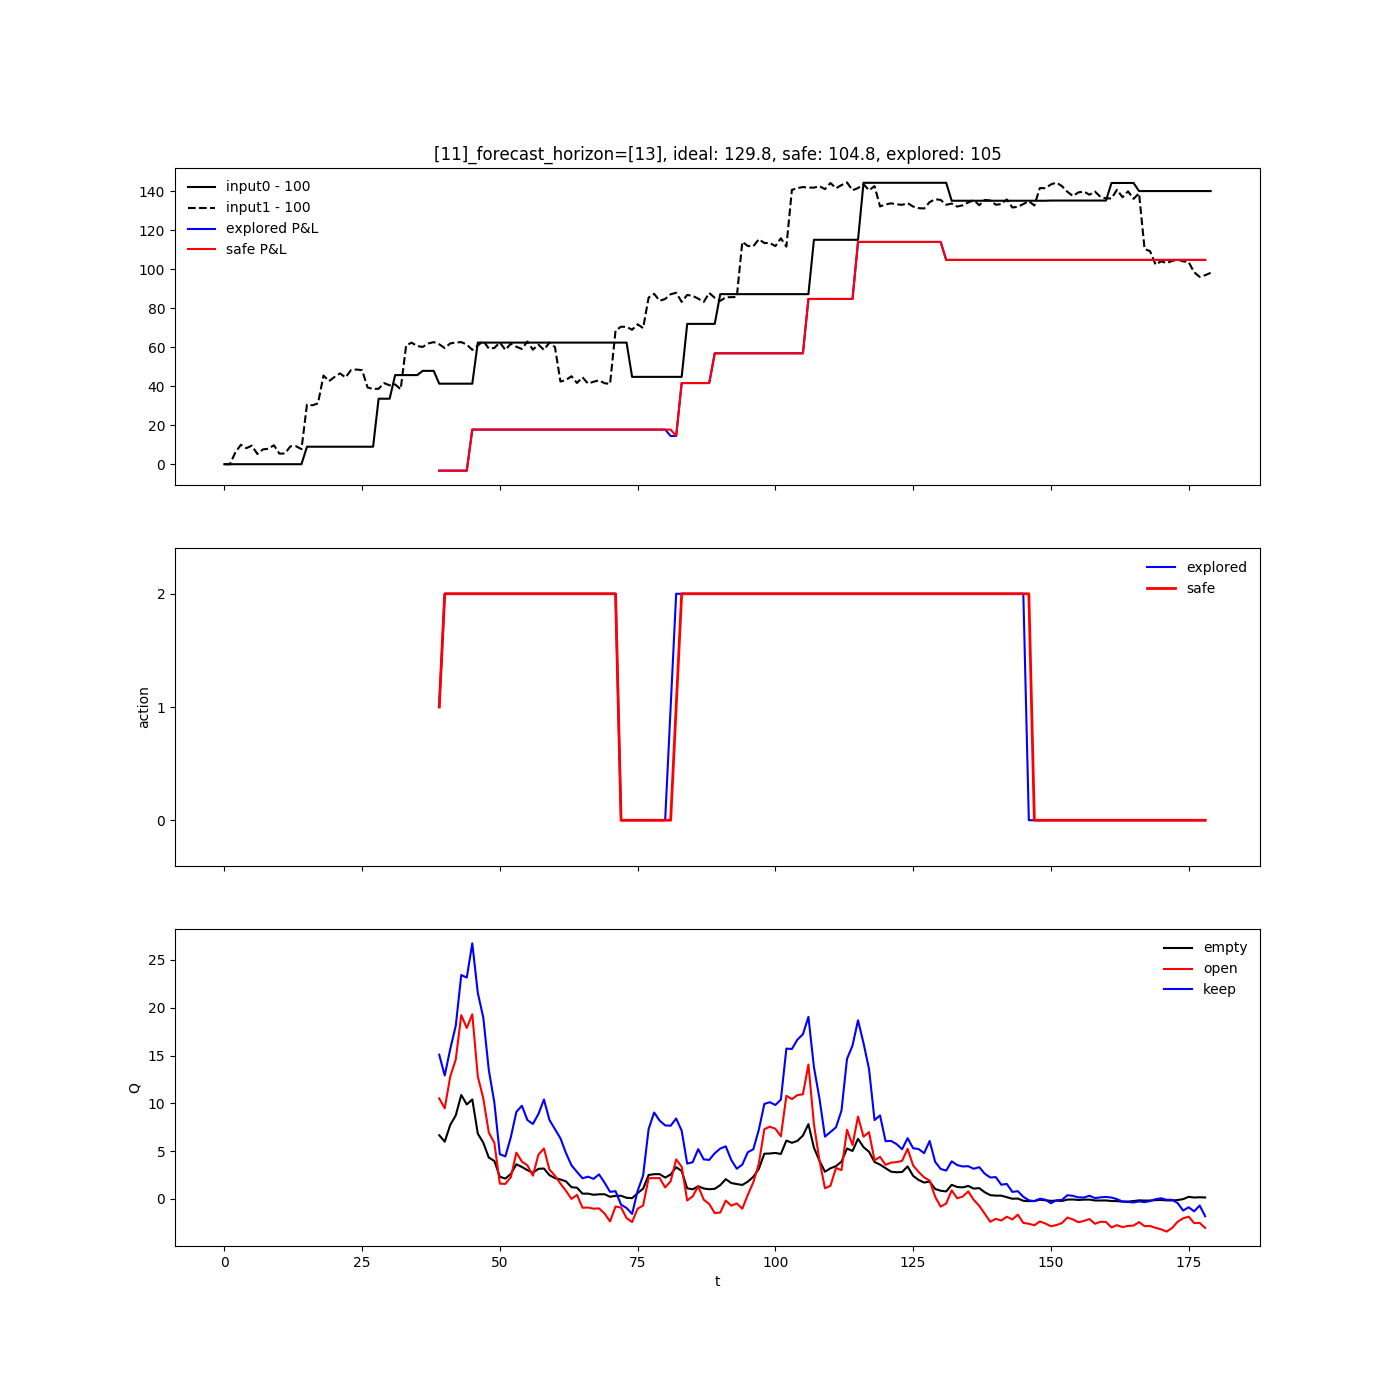 [11]_forecast_horizon=[13], ideal: 129.8, safe: 104.8, explored: 105
input0 - 100
input1 - 100
explored P&L
safe P&L
140
120
100
80
60
40
20
0
explored
safe
2
1
0
action
empty
open
keep
25
20
15
10
5
0
Q
0 25 50 75 100 125 150 175
t